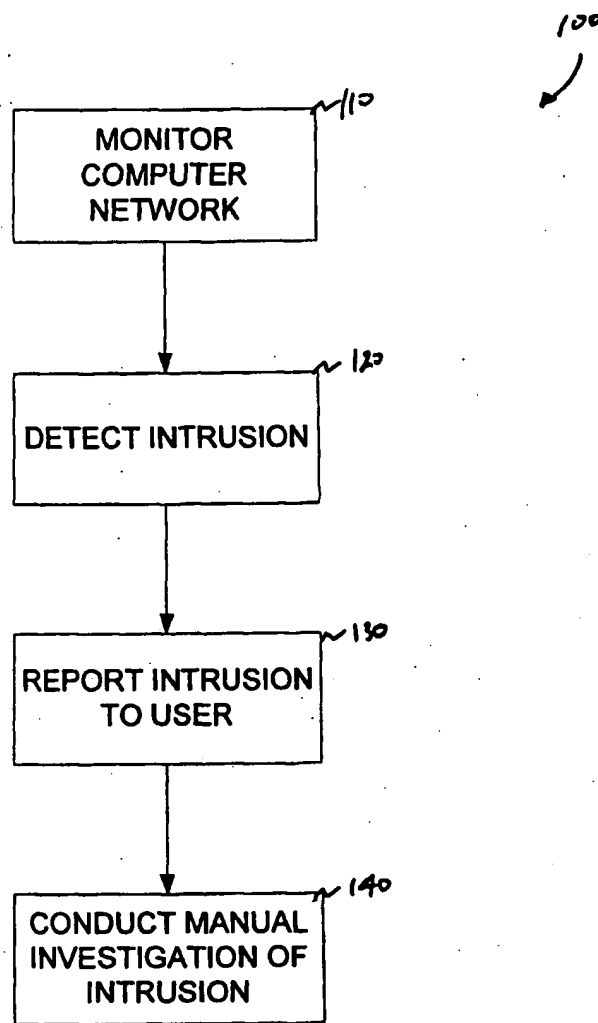 100
110
MONITOR
COMPUTER
NETWORK
120
DETECT INTRUSION
130
REPORT INTRUSION
TO USER
140
CONDUCT MANUAL
INVESTIGATION OF
INTRUSION